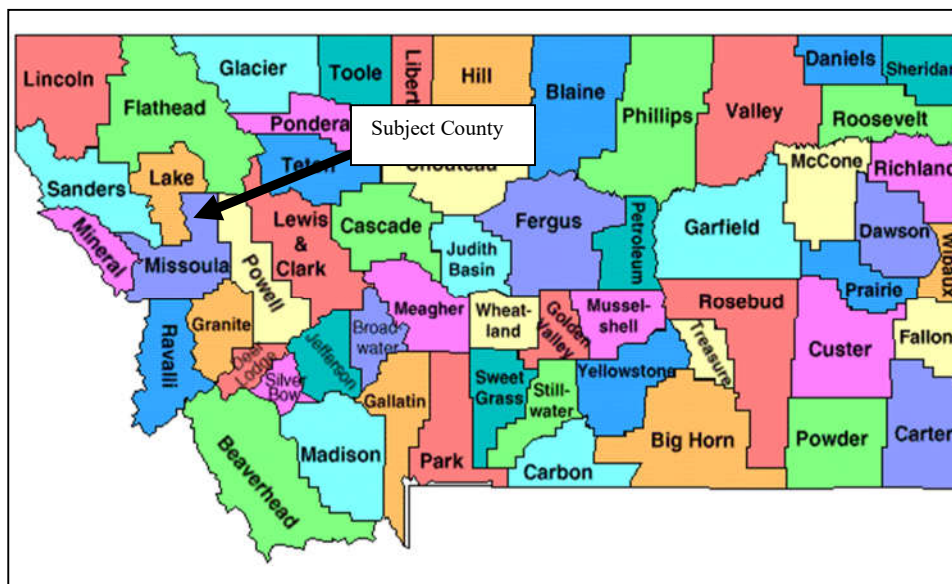 Lincoln
Flathead
Glacier
Toole
Libert
Hill
Blaine
Phillips
Valley
Daniels
Sheridan
Roosevelt
Pondera
Subject County
Teton
Chouteau
McCone
Richland
Sanders
Lake
Lewis
&
Clark
Cascade
Judith
Basin
Fergus
Petroleum
Garfield
Dawson
Wibaux
Mineral
Missoula
Powell
Prairie
Meagher
Wheat-
land
Golden
Valley
Mussel-
shell
Rosebud
Treasure
Custer
Fallon
Ravalli
Granite
Deer
Lodge
Silver
Bow
Jefferson
Broad-
water
Gallatin
Park
Sweet
Grass
Still-
water
Yellowstone
Big Horn
Powder
Carter
Beaverhead
Madison
Carbon